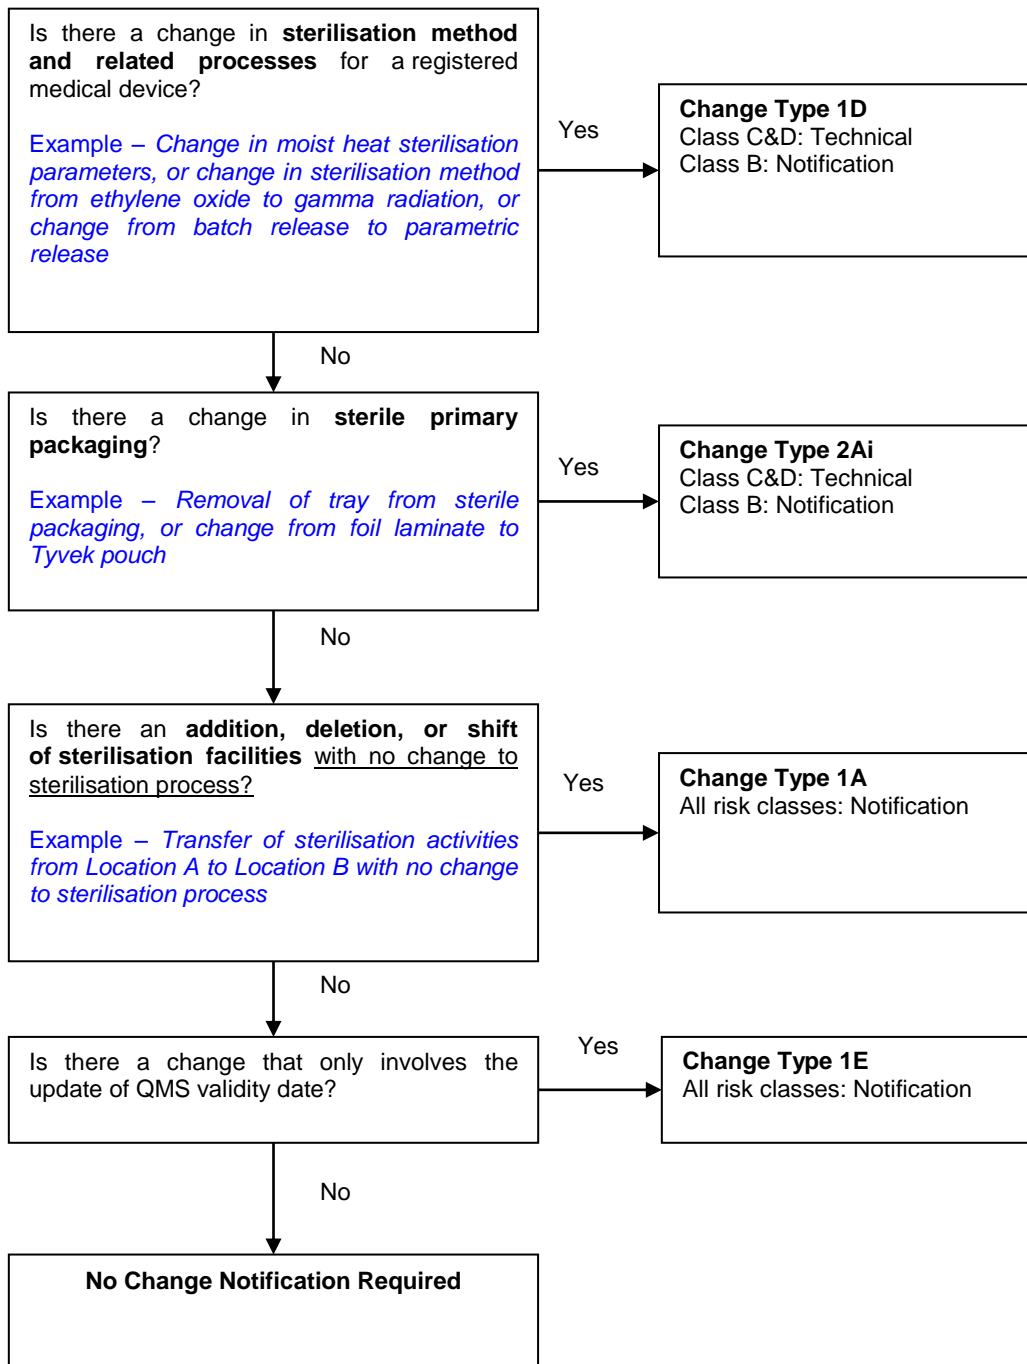 Is there a change in sterilisation method
and related processes for a registered
medical device?
Example – Change in moist heat sterilisation
parameters, or change in sterilisation method
from ethylene oxide to gamma radiation, or
change from batch release to parametric
release
Yes
Change Type 1D
Class C&D: Technical
Class B: Notification
No
Is there a change in sterile primary
packaging?
Example – Removal of tray from sterile
packaging, or change from foil laminate to
Tyvek pouch
Yes
Change Type 2Ai
Class C&D: Technical
Class B: Notification
No
Is there an addition, deletion, or shift
of sterilisation facilities with no change to
sterilisation process?
Example – Transfer of sterilisation activities
from Location A to Location B with no change
to sterilisation process
Yes
Change Type 1A
All risk classes: Notification
No
Is there a change that only involves the
update of QMS validity date?
Yes
Change Type 1E
All risk classes: Notification
No
No Change Notification Required